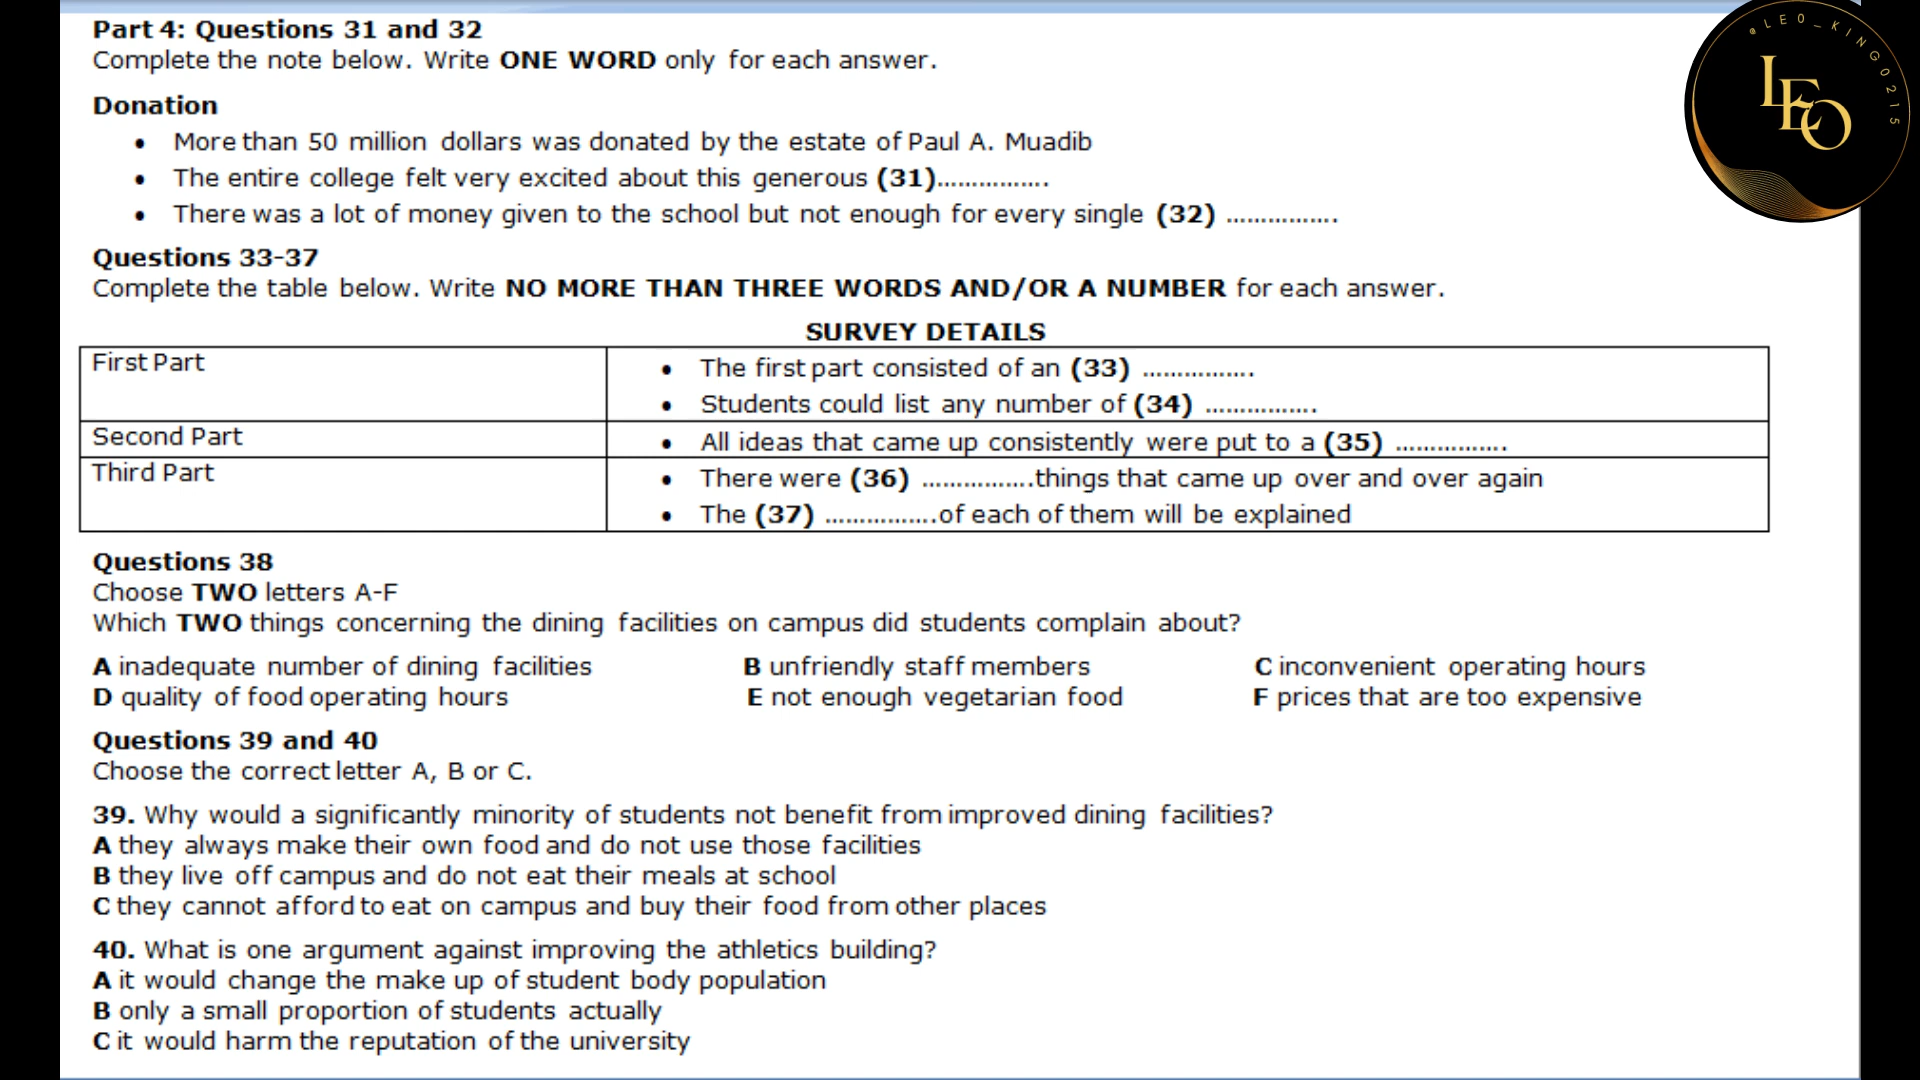 Part 4: Questions 31 and 32
Complete the note below. Write ONE WORD only for each answer.
Donation
• More than 50 million dollars was donated by the estate of Paul A. Muadib
• The entire college felt very excited about this generous (31)................
• There was a lot of money given to the school but not enough for every single (32) ................
Questions 33-37
Complete the table below. Write NO MORE THAN THREE WORDS AND/OR A NUMBER for each answer.
SURVEY DETAILS
First Part
• The first part consisted of an (33) ................
• Students could list any number of (34) ................
Second Part
• All ideas that came up consistently were put to a (35) ................
Third Part
• There were (36) ................things that came up over and over again
• The (37) ................of each of them will be explained
Questions 38
Choose TWO letters A-F
Which TWO things concerning the dining facilities on campus did students complain about?
A inadequate number of dining facilities B unfriendly staff members C inconvenient operating hours
D quality of food operating hours E not enough vegetarian food F prices that are too expensive
Questions 39 and 40
Choose the correct letter A, B or C.
39. Why would a significantly minority of students not benefit from improved dining facilities?
A they always make their own food and do not use those facilities
B they live off campus and do not eat their meals at school
C they cannot afford to eat on campus and buy their food from other places
40. What is one argument against improving the athletics building?
A it would change the make up of student body population
B only a small proportion of students actually
C it would harm the reputation of the university
@LEO_KING0215
LEO